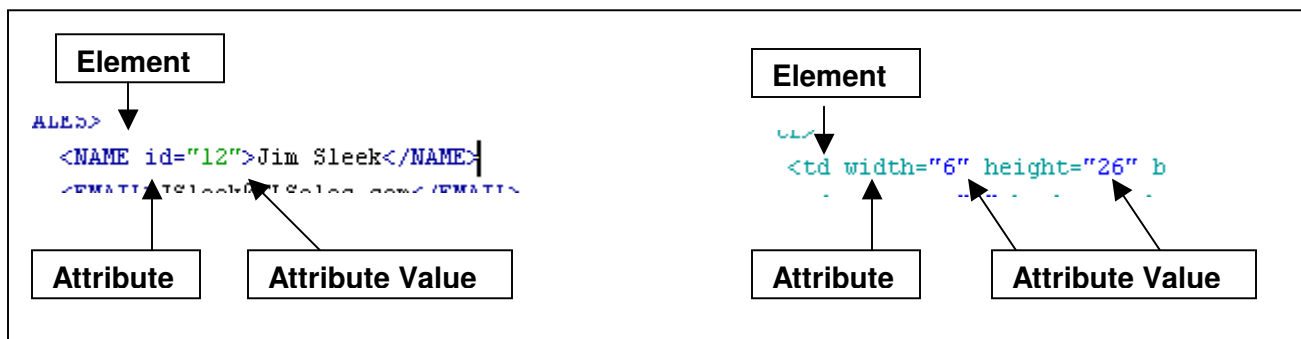 Element
<NAME id="12">Jim Sleek</NAME>
Attribute
Attribute Value
Element
<td width="6" height="26" b
Attribute
Attribute Value